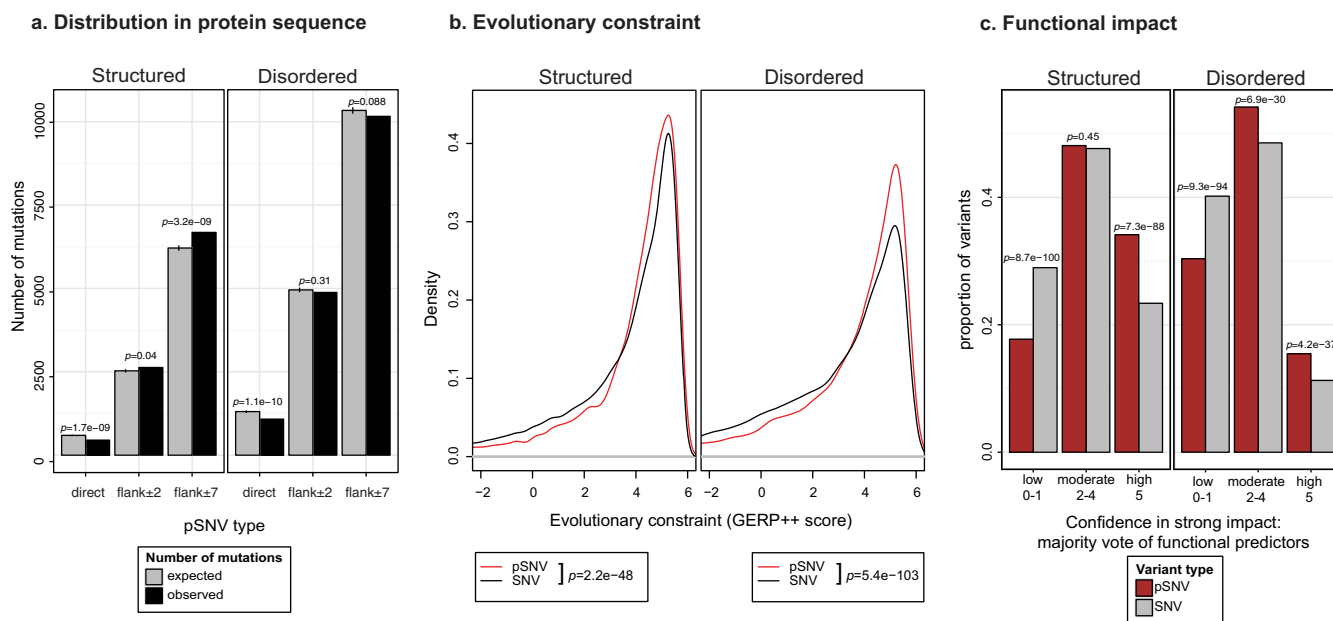 a. Distribution in protein sequence
Structured
Disordered
Number of mutations
10000
7500
5000
2500
0
p=1.7e−09
p=0.04
p=3.2e−09
p=1.1e−10
p=0.31
p=0.088
direct flank±2 flank±7
direct flank±2 flank±7
pSNV type
Number of mutations
expected
observed
b. Evolutionary constraint
Structured
Disordered
Density
0.4
0.3
0.2
0.1
0.0
−2 0 2 4 6
−2 0 2 4 6
Evolutionary constraint (GERP++ score)
pSNV
SNV
] p=2.2e−48
pSNV
SNV
] p=5.4e−103
c. Functional impact
Structured
Disordered
proportion of variants
0.4
0.2
0.0
p=8.7e−100
p=0.45
p=7.3e−88
p=9.3e−94
p=6.9e−30
p=4.2e−37
low moderate high
0-1 2-4 5
low moderate high
0-1 2-4 5
Confidence in strong impact:
majority vote of functional predictors
Variant type
pSNV
SNV